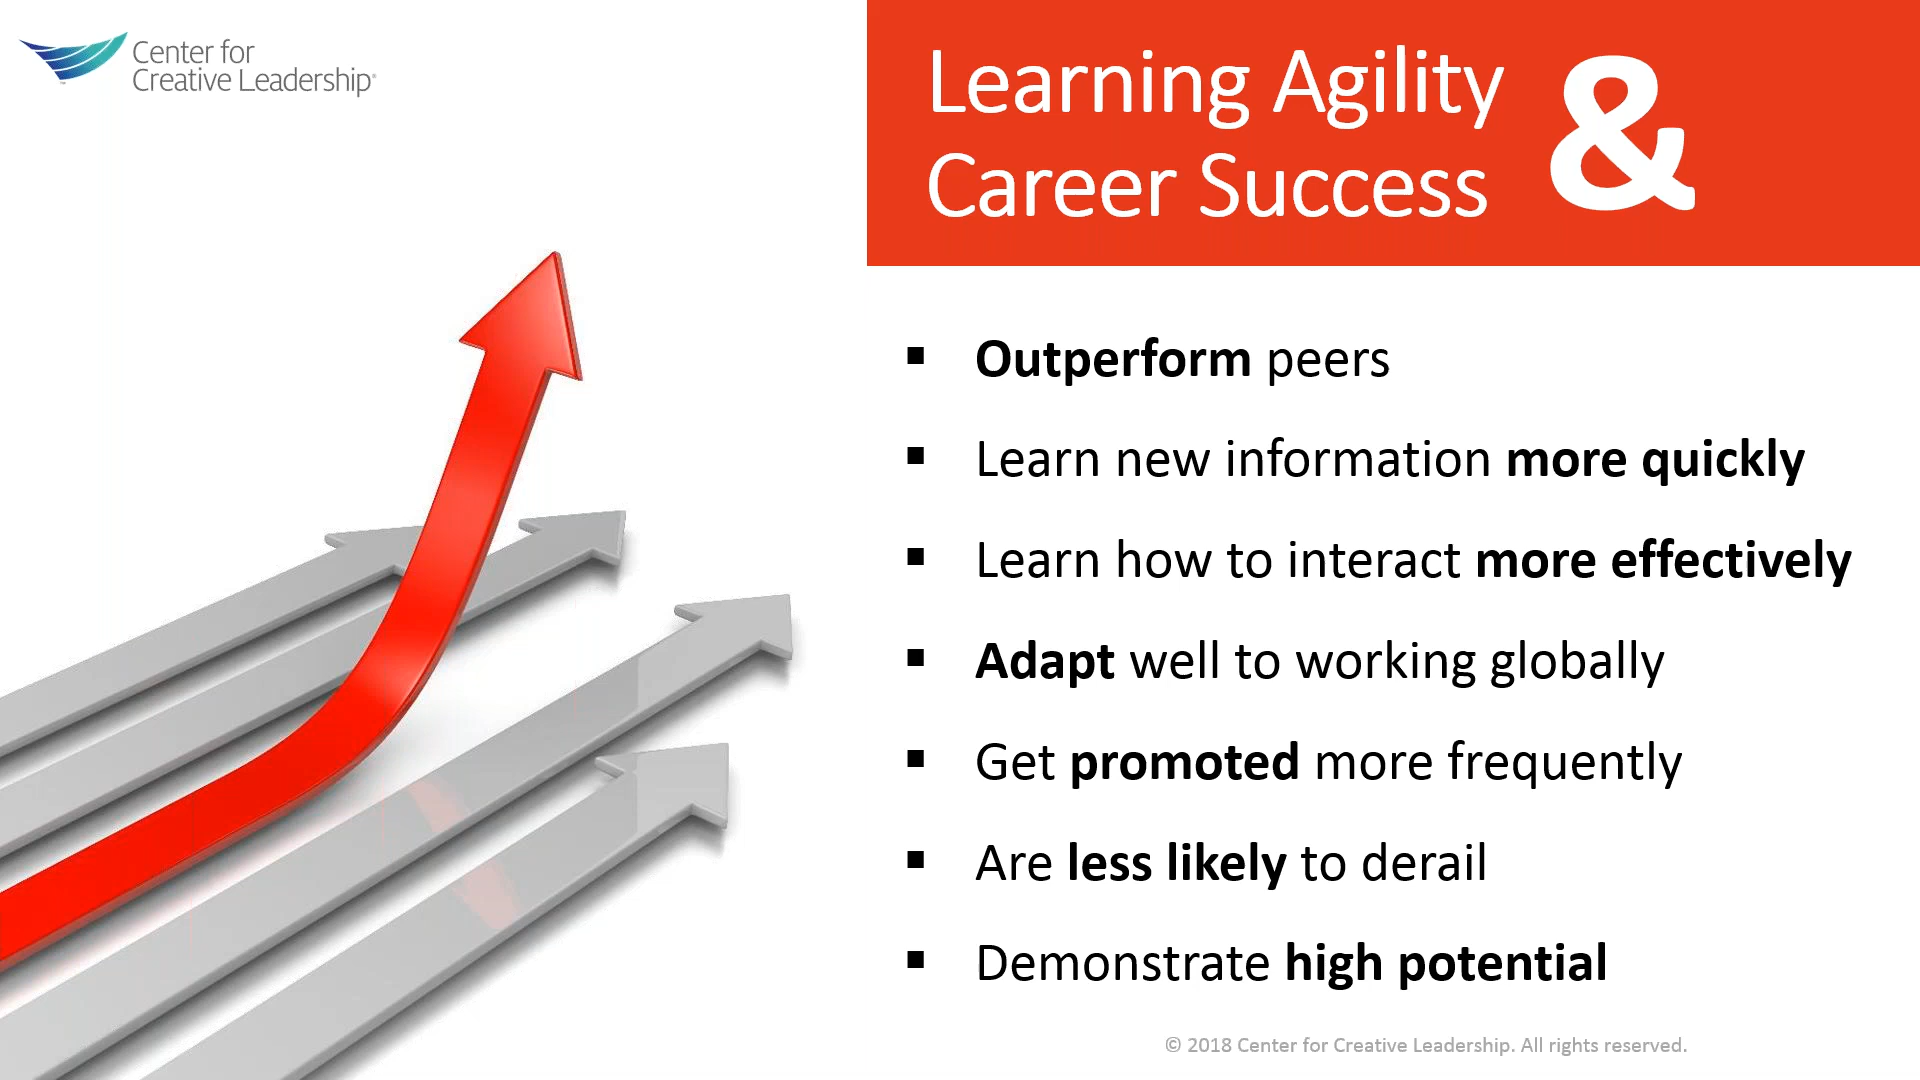 Center for
Creative Leadership®
Learning Agility &
Career Success
▪ Outperform peers
▪ Learn new information more quickly
▪ Learn how to interact more effectively
▪ Adapt well to working globally
▪ Get promoted more frequently
▪ Are less likely to derail
▪ Demonstrate high potential
© 2018 Center for Creative Leadership. All rights reserved.